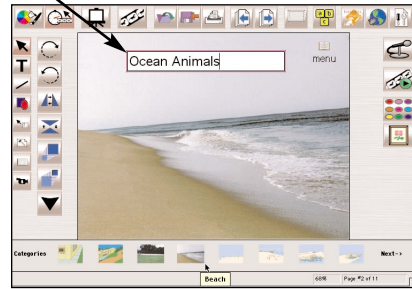 a b
c
Ocean Animals
menu
T
Categories
Next->
Beach
68%
Page #2 of 11